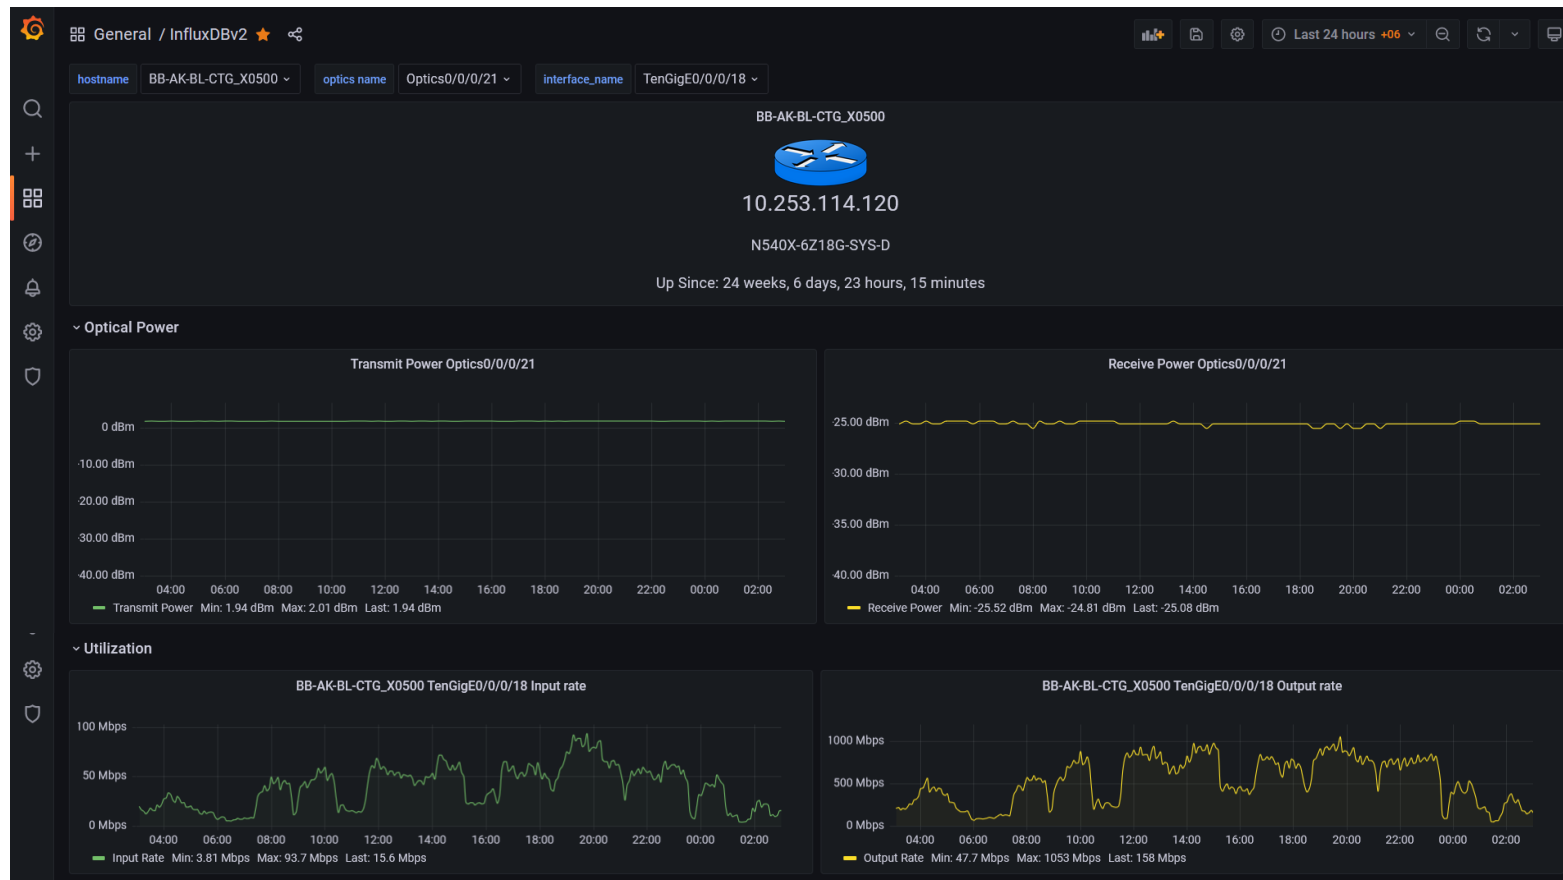 General / InfluxDBv2
Last 24 hours +06
hostname BB-AK-BL-CTG_X0500 optics name Optics0/0/0/21 interface_name TenGigE0/0/0/18
BB-AK-BL-CTG_X0500
10.253.114.120
N540X-6Z18G-SYS-D
Up Since: 24 weeks, 6 days, 23 hours, 15 minutes
Optical Power
Transmit Power Optics0/0/0/21
0 dBm
-10.00 dBm
-20.00 dBm
-30.00 dBm
-40.00 dBm
04:00 06:00 08:00 10:00 12:00 14:00 16:00 18:00 20:00 22:00 00:00 02:00
Transmit Power Min: 1.94 dBm Max: 2.01 dBm Last: 1.94 dBm
Receive Power Optics0/0/0/21
-25.00 dBm
-30.00 dBm
-35.00 dBm
-40.00 dBm
04:00 06:00 08:00 10:00 12:00 14:00 16:00 18:00 20:00 22:00 00:00 02:00
Receive Power Min: -25.52 dBm Max: -24.81 dBm Last: -25.08 dBm
Utilization
BB-AK-BL-CTG_X0500 TenGigE0/0/0/18 Input rate
100 Mbps
50 Mbps
0 Mbps
04:00 06:00 08:00 10:00 12:00 14:00 16:00 18:00 20:00 22:00 00:00 02:00
Input Rate Min: 3.81 Mbps Max: 93.7 Mbps Last: 15.6 Mbps
BB-AK-BL-CTG_X0500 TenGigE0/0/0/18 Output rate
1000 Mbps
500 Mbps
0 Mbps
04:00 06:00 08:00 10:00 12:00 14:00 16:00 18:00 20:00 22:00 00:00 02:00
Output Rate Min: 47.7 Mbps Max: 1053 Mbps Last: 158 Mbps